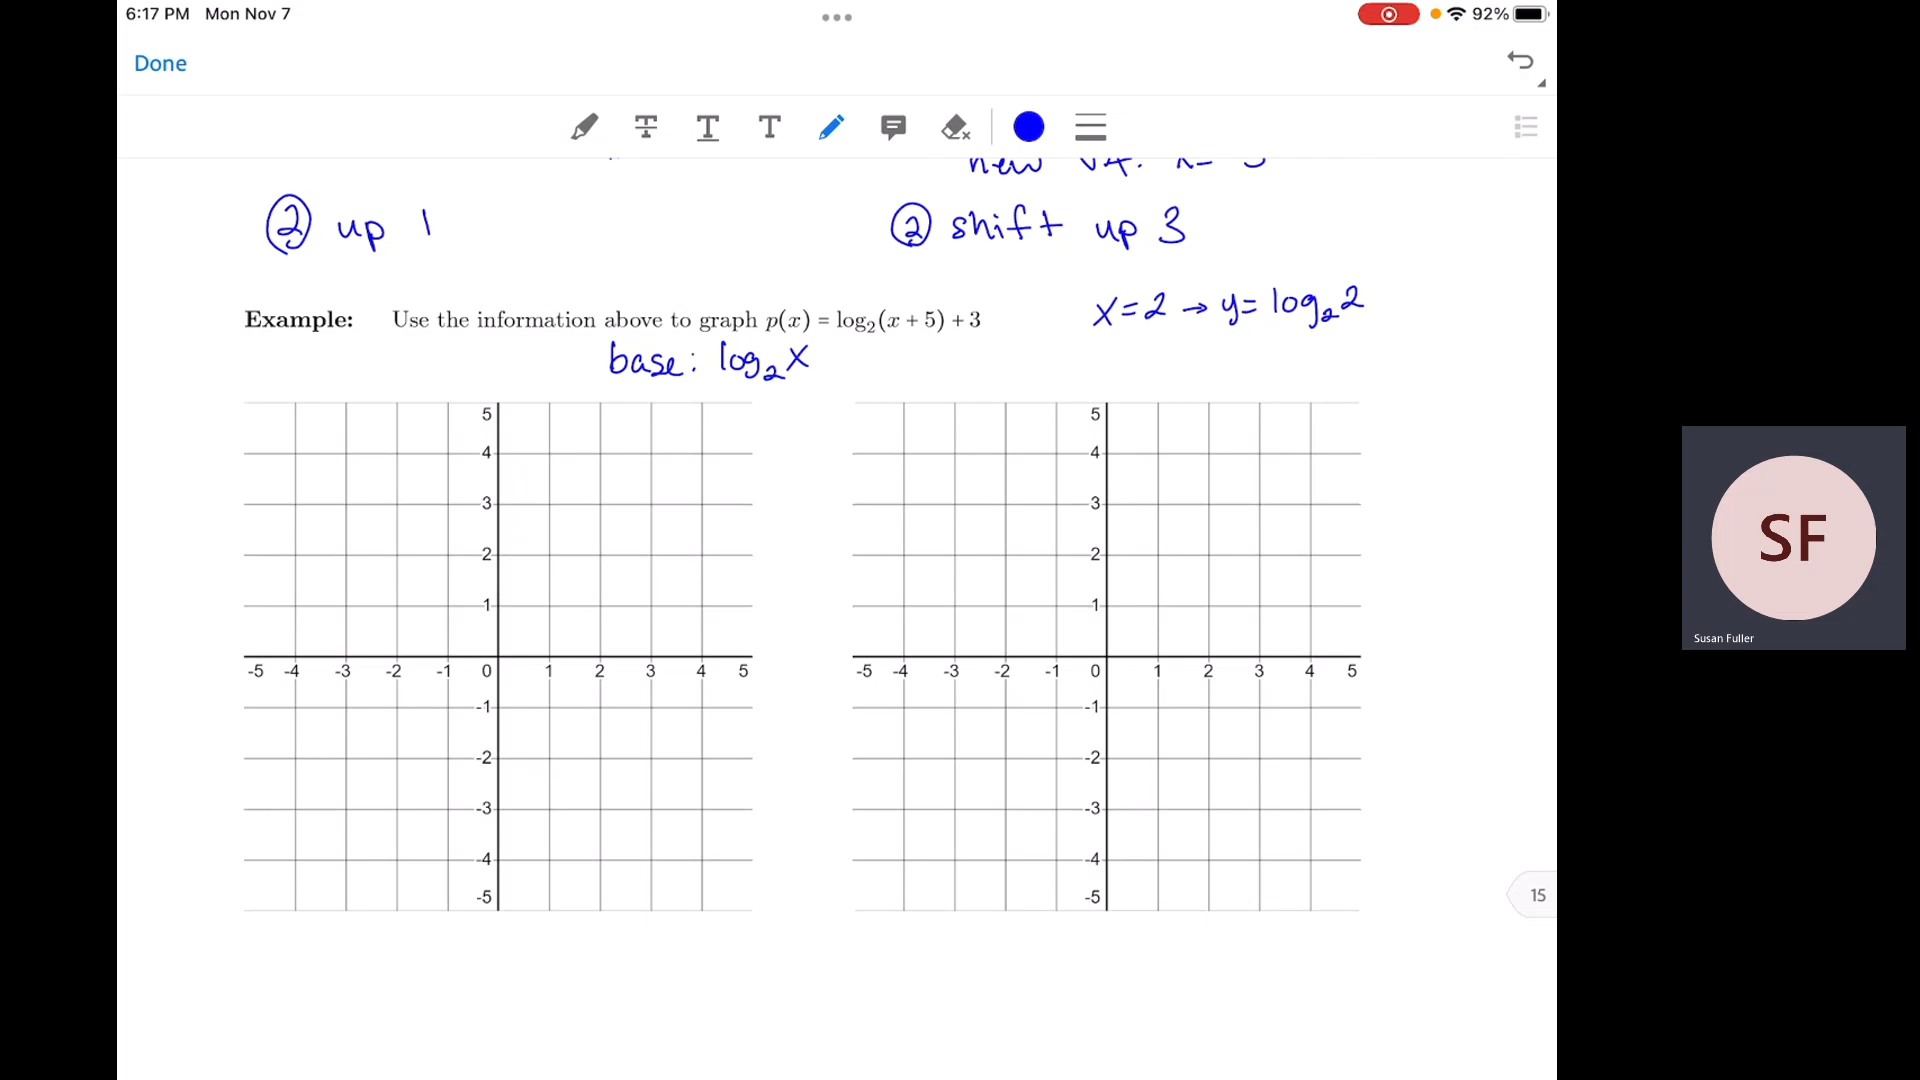 6:17 PM Mon Nov 7
92%
Done
new VA: x=
② up 1
② shift up 3
Example: Use the information above to graph p(x) = log₂(x + 5) + 3
x=2 → y= log₂2
base: log₂x
5
4
3
2
1
-5 -4 -3 -2 -1 0 1 2 3 4 5
-1
-2
-3
-4
-5
5
4
3
2
1
-5 -4 -3 -2 -1 0 1 2 3 4 5
-1
-2
-3
-4
-5
15
SF
Susan Fuller